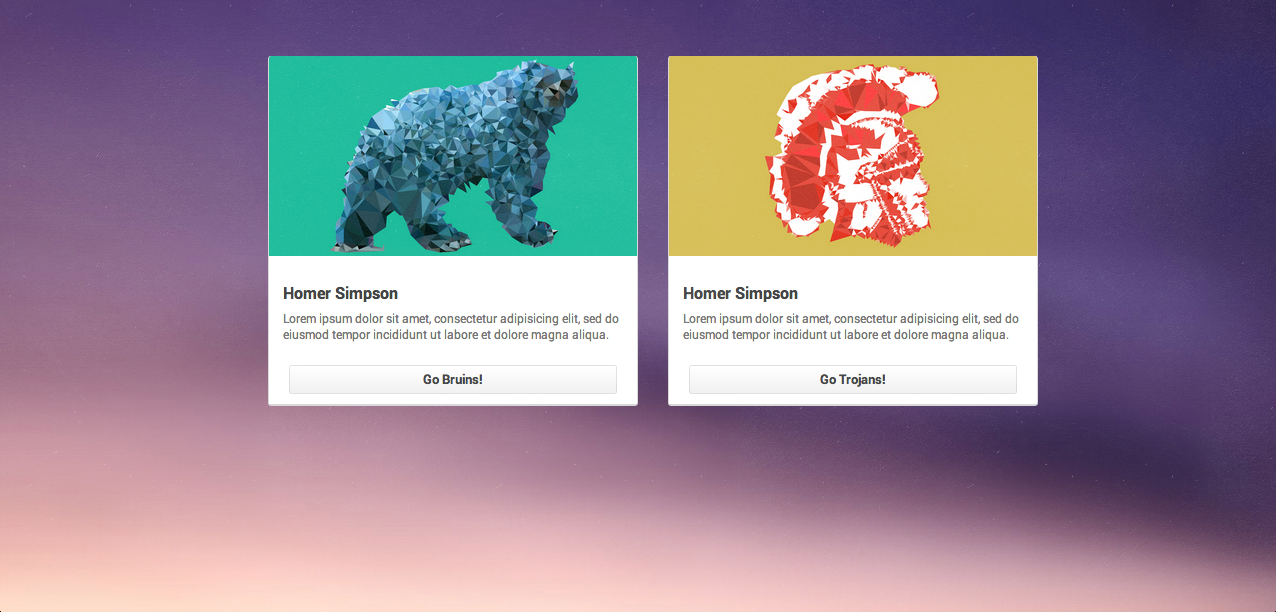 Homer Simpson
Lorem ipsum dolor sit amet, consectetur adipisicing elit, sed do
eiusmod tempor incididunt ut labore et dolore magna aliqua.
Go Bruins!
Homer Simpson
Lorem ipsum dolor sit amet, consectetur adipisicing elit, sed do
eiusmod tempor incididunt ut labore et dolore magna aliqua.
Go Trojans!